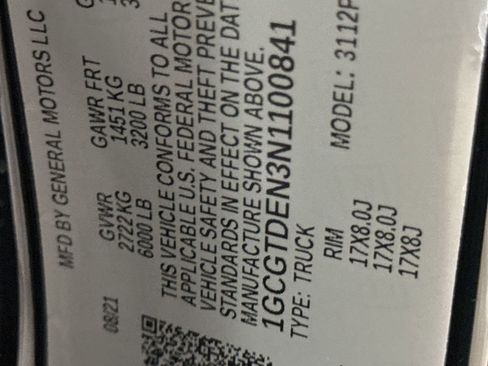 MFD BY GENERAL MOTORS LLC
08/21 GVWR GAWR FRT
2722 KG 1451 KG
6000 LB 3200 LB
THIS VEHICLE CONFORMS TO ALL
APPLICABLE U.S. FEDERAL MOTOR
VEHICLE SAFETY AND THEFT PREVE
STANDARDS IN EFFECT ON THE DAT
MANUFACTURE SHOWN ABOVE.
1GCGTDEN3N1100841
TYPE: TRUCK MODEL: 3112P
RIM
17X8.0J
17X8.0J
17X8J